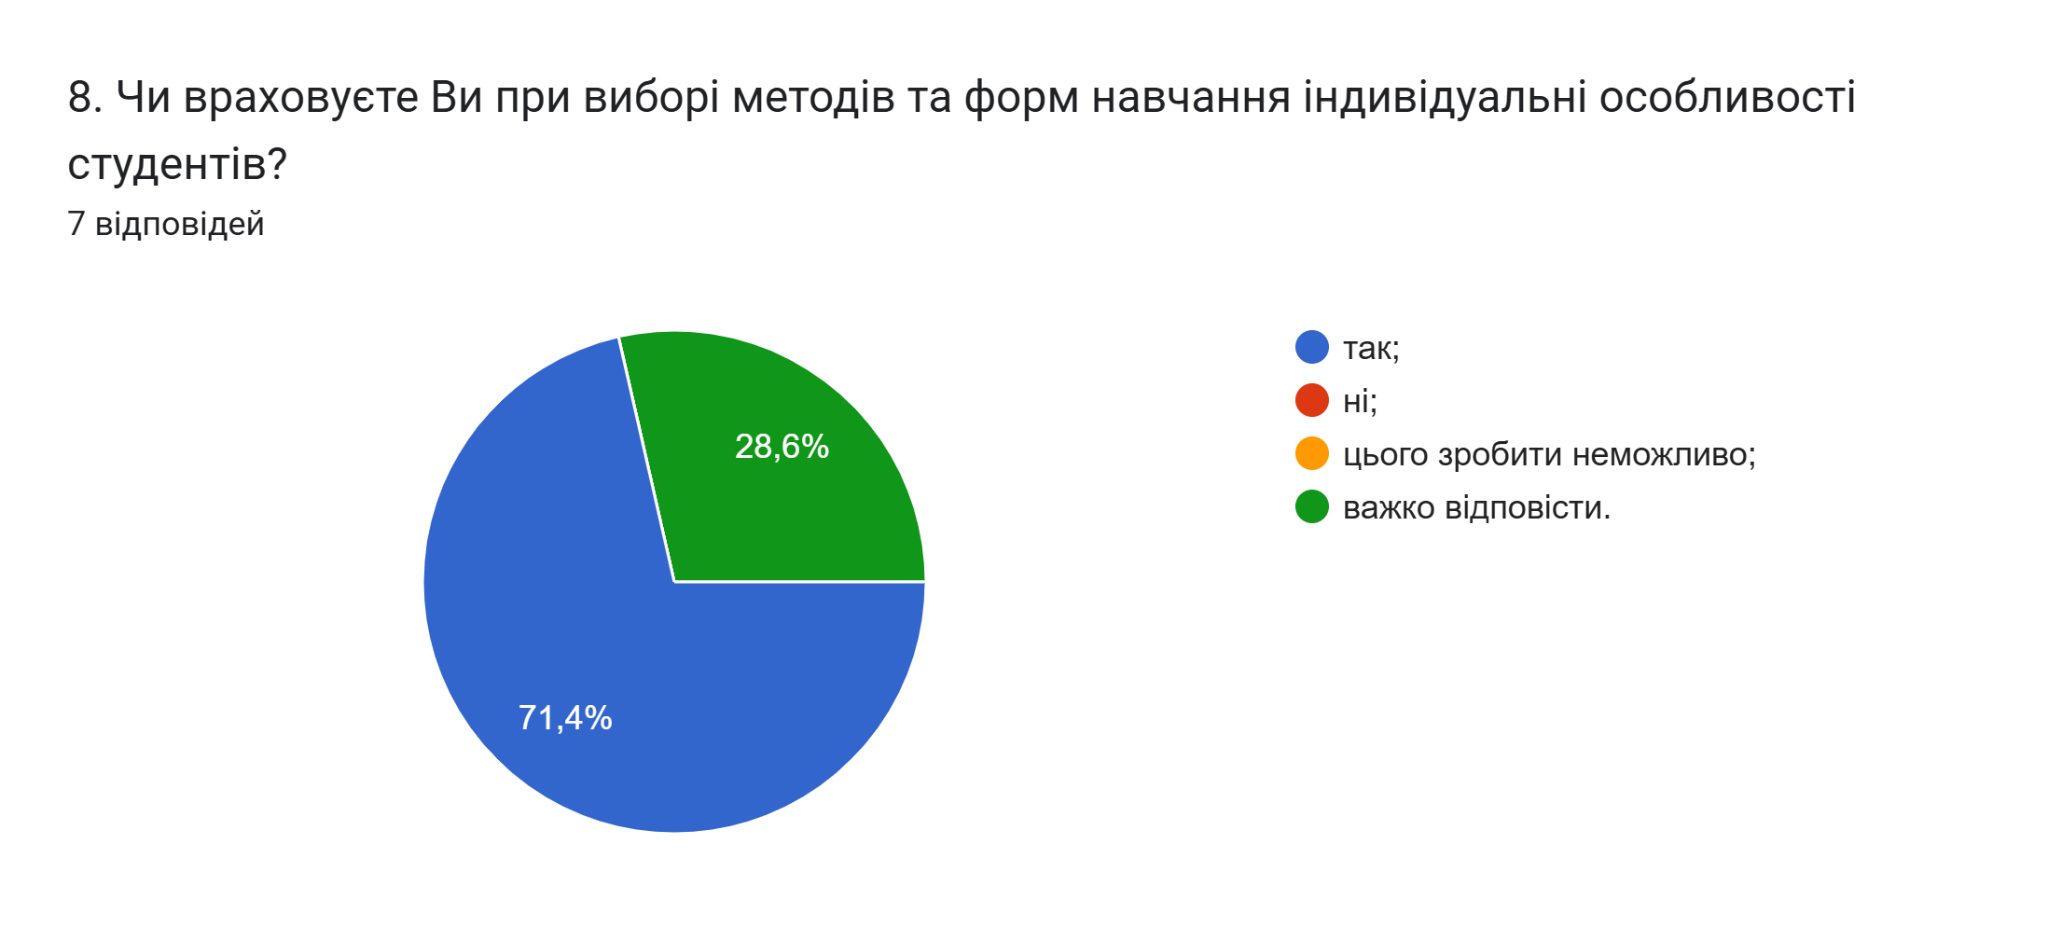 8. Чи враховуєте Ви при виборі методів та форм навчання індивідуальні особливості
студентів?
7 відповідей
так;
ні;
цього зробити неможливо;
важко відповісти.
28,6%
71,4%